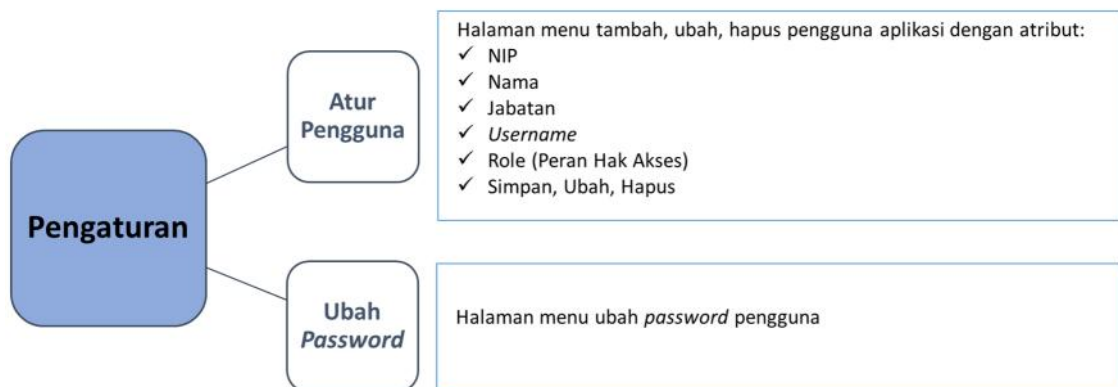 Pengaturan
Atur
Pengguna
Halaman menu tambah, ubah, hapus pengguna aplikasi dengan atribut:
✓ NIP
✓ Nama
✓ Jabatan
✓ Username
✓ Role (Peran Hak Akses)
✓ Simpan, Ubah, Hapus
Ubah
Password
Halaman menu ubah password pengguna